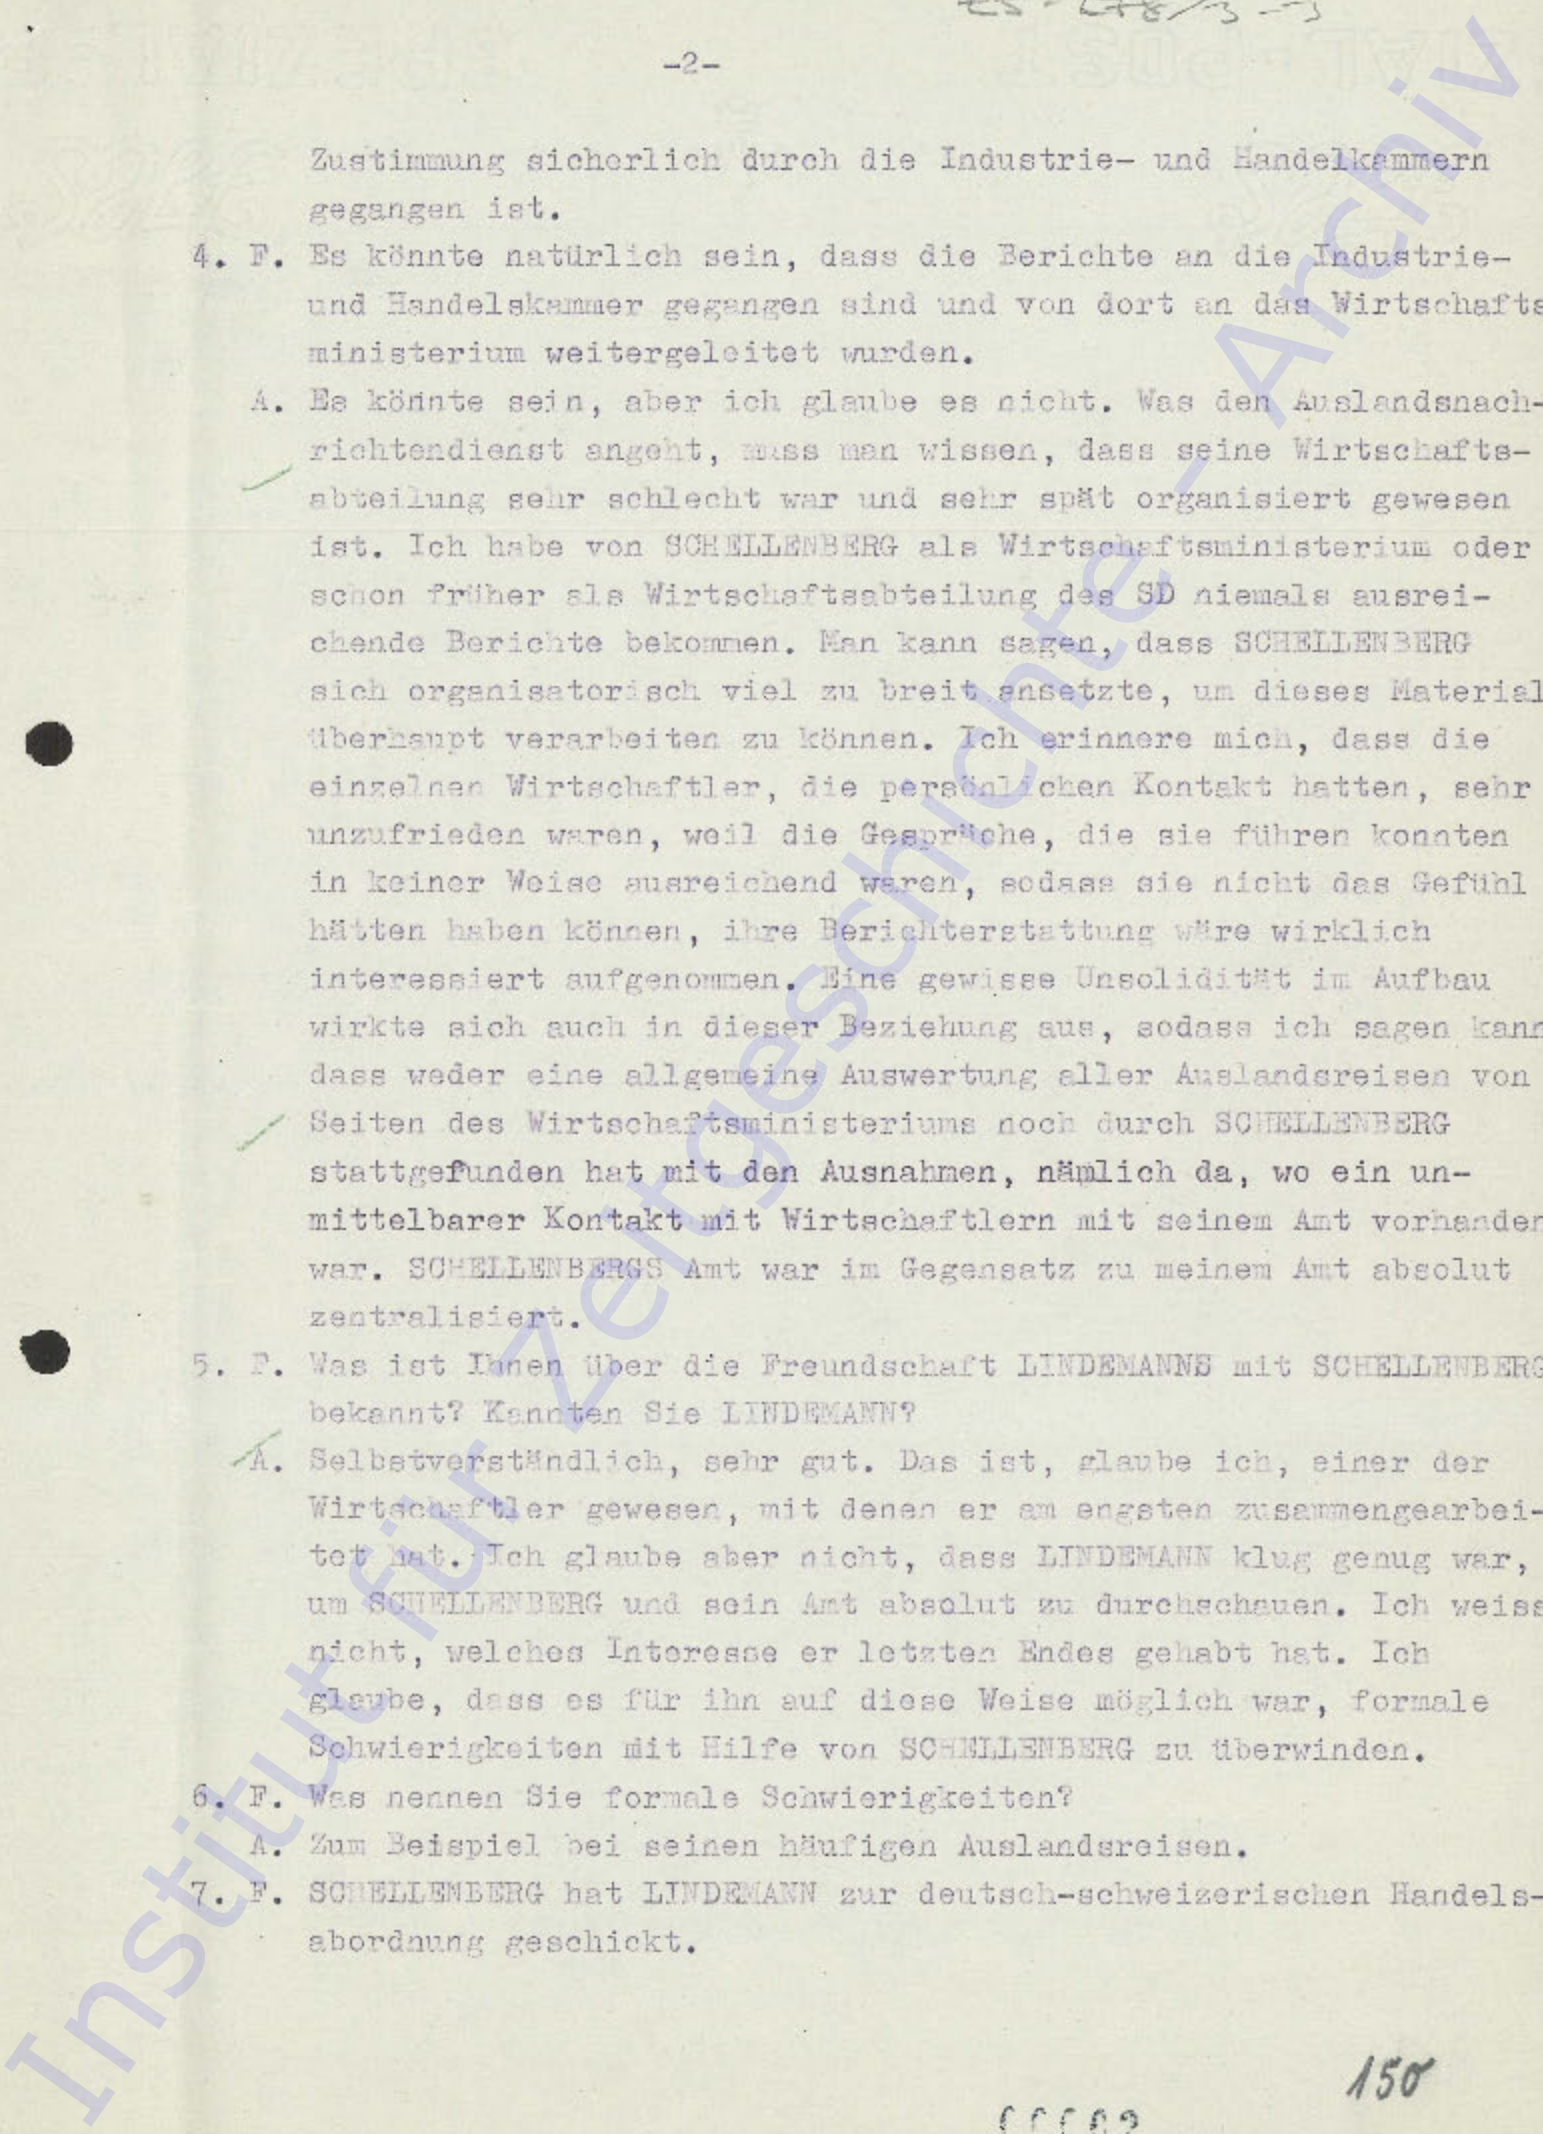 -2-
Zustimmung sicherlich durch die Industrie- und Handelkammern
gegangen ist.
4. F. Es könnte natürlich sein, dass die Berichte an die Industrie-
und Handelskammer gegangen sind und von dort an das Wirtschafts
ministerium weitergeleitet wurden.
A. Es könnte sein, aber ich glaube es nicht. Was den Auslandsnach-
richtendienst angeht, muss man wissen, dass seine Wirtschafts-
abteilung sehr schlecht war und sehr spät organisiert gewesen
ist. Ich habe von SCHELLENBERG als Wirtschaftsministerium oder
schon früher als Wirtschaftsabteilung des SD niemals ausrei-
chende Berichte bekommen. Man kann sagen, dass SCHELLENBERG
sich organisatorisch viel zu breit ansetzte, um dieses Material
überhaupt verarbeiten zu können. Ich erinnere mich, dass die
einzelnen Wirtschaftler, die persönlichen Kontakt hatten, sehr
unzufrieden waren, weil die Gespräche, die sie führen konnten
in keiner Weise ausreichend waren, sodass sie nicht das Gefühl
hätten haben können, ihre Berichterstattung wäre wirklich
interessiert aufgenommen. Eine gewisse Unsolidität im Aufbau
wirkte sich auch in dieser Beziehung aus, sodass ich sagen kann
dass weder eine allgemeine Auswertung aller Auslandsreisen von
Seiten des Wirtschaftsministeriums noch durch SCHELLENBERG
stattgefunden hat mit den Ausnahmen, nämlich da, wo ein un-
mittelbarer Kontakt mit Wirtschaftlern mit seinem Amt vorhanden
war. SCHELLENBERGS Amt war im Gegensatz zu meinem Amt absolut
zentralisiert.
5. F. Was ist Ihnen über die Freundschaft LINDEMANNS mit SCHELLENBERG
bekannt? Kannten Sie LINDEMANN?
A. Selbstverständlich, sehr gut. Das ist, glaube ich, einer der
Wirtschaftler gewesen, mit denen er am engsten zusammengearbei-
tet hat. Ich glaube aber nicht, dass LINDEMANN klug genug war,
um SCHELLENBERG und sein Amt absolut zu durchschauen. Ich weiss
nicht, welches Interesse er letzten Endes gehabt hat. Ich
glaube, dass es für ihn auf diese Weise möglich war, formale
Schwierigkeiten mit Hilfe von SCHELLENBERG zu überwinden.
6. F. Was nennen Sie formale Schwierigkeiten?
A. Zum Beispiel bei seinen häufigen Auslandsreisen.
7. F. SCHELLENBERG hat LINDEMANN zur deutsch-schweizerischen Handels-
abordnung geschickt.
150
Institut für Zeitgeschichte - Archiv